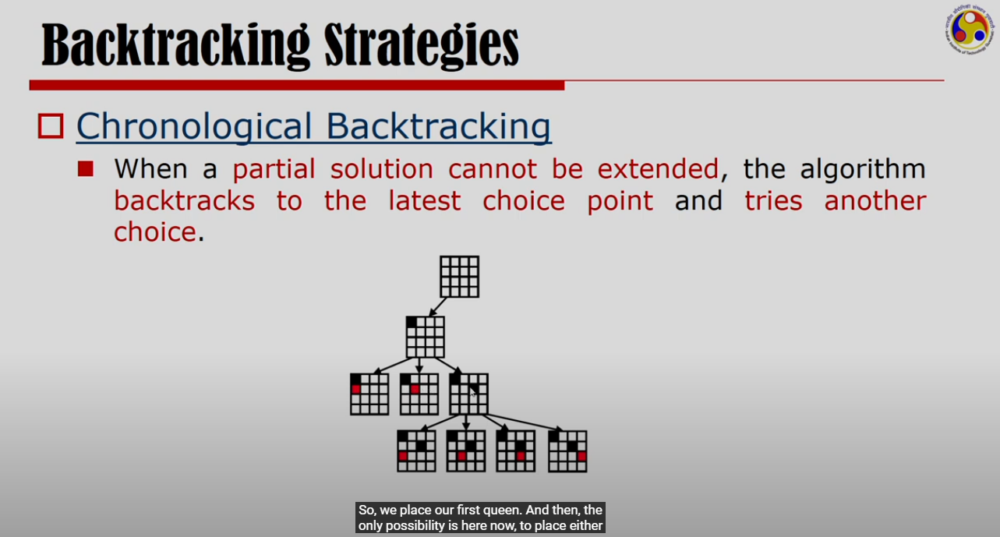 Backtracking Strategies
Chronological Backtracking
When a partial solution cannot be extended, the algorithm
backtracks to the latest choice point and tries another
choice.
So, we place our first queen. And then, the
only possibility is here now, to place either